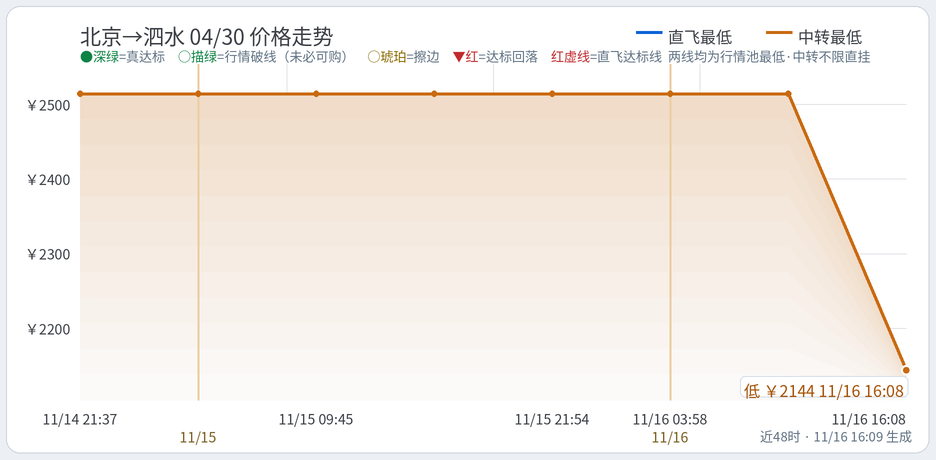 北京→泗水 04/30 价格走势
直飞最低 中转最低
●深绿=真达标 ○描绿=行情破线（未必可购） ○琥珀=擦边 ▼红=达标回落 红虚线=直飞达标线 两线均为行情池最低·中转不限直挂
￥2500
￥2400
￥2300
￥2200
低 ￥2144 11/16 16:08
11/14 21:37 11/15 09:45 11/15 21:54 11/16 03:58 11/16 16:08
11/15 11/16 近48时 · 11/16 16:09 生成